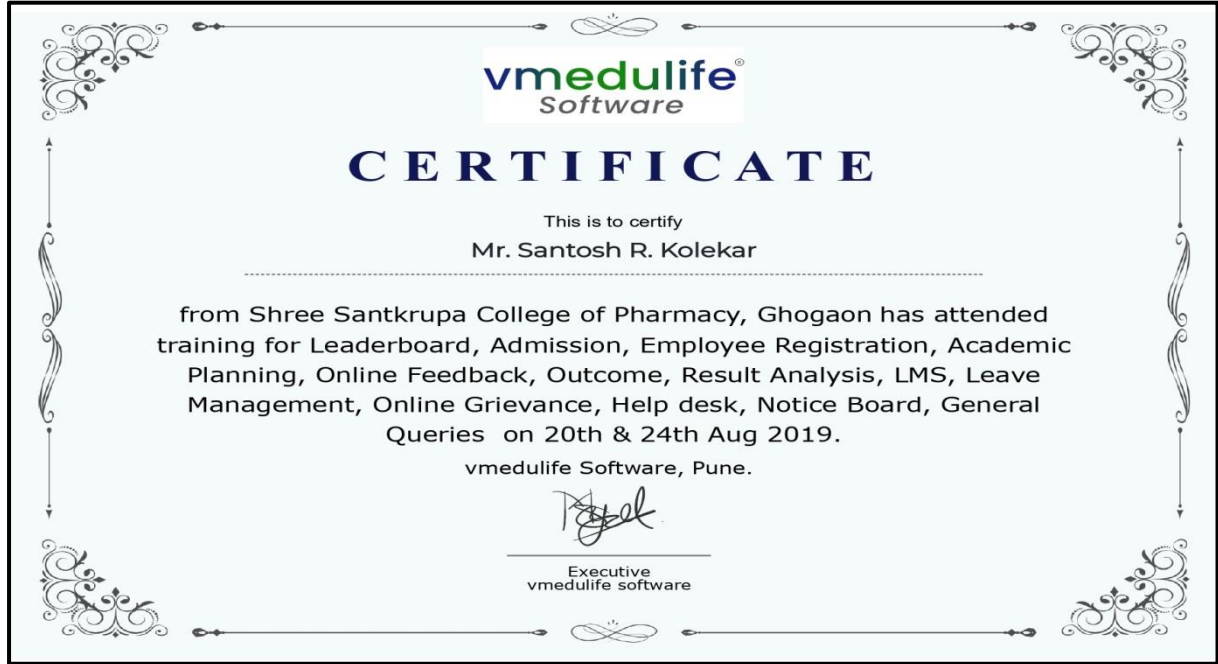 vmedulife®
Software
CERTIFICATE
This is to certify
Mr. Santosh R. Kolekar
from Shree Santkrupa College of Pharmacy, Ghogaon has attended
training for Leaderboard, Admission, Employee Registration, Academic
Planning, Online Feedback, Outcome, Result Analysis, LMS, Leave
Management, Online Grievance, Help desk, Notice Board, General
Queries on 20th & 24th Aug 2019.
vmedulife Software, Pune.
Executive
vmedulife software